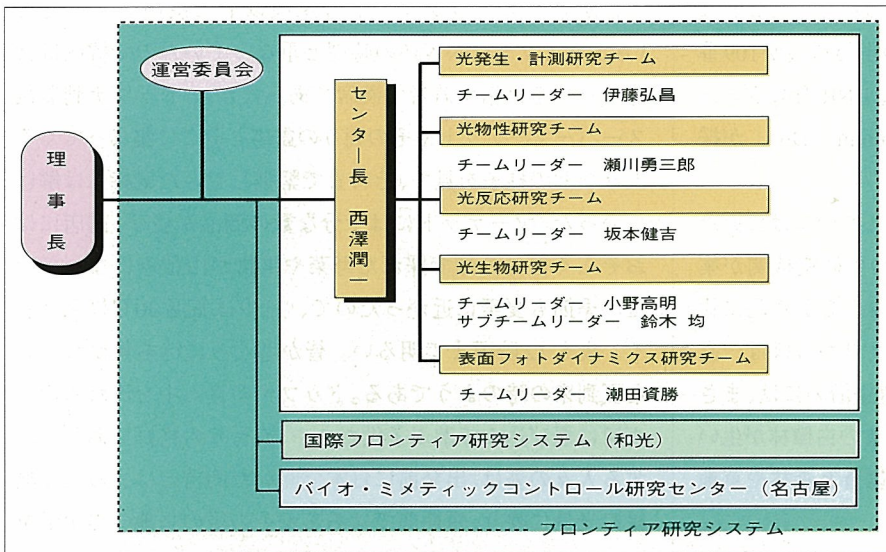 運営委員会
理事長
センター長 西澤潤一
光発生・計測研究チーム
チームリーダー 伊藤弘昌
光物性研究チーム
チームリーダー 瀬川勇三郎
光反応研究チーム
チームリーダー 坂本健吉
光生物研究チーム
チームリーダー 小野高明
サブチームリーダー 鈴木 均
表面フォトダイナミクス研究チーム
チームリーダー 潮田資勝
国際フロンティア研究システム（和光）
バイオ・ミメティックコントロール研究センター（名古屋）
フロンティア研究システム